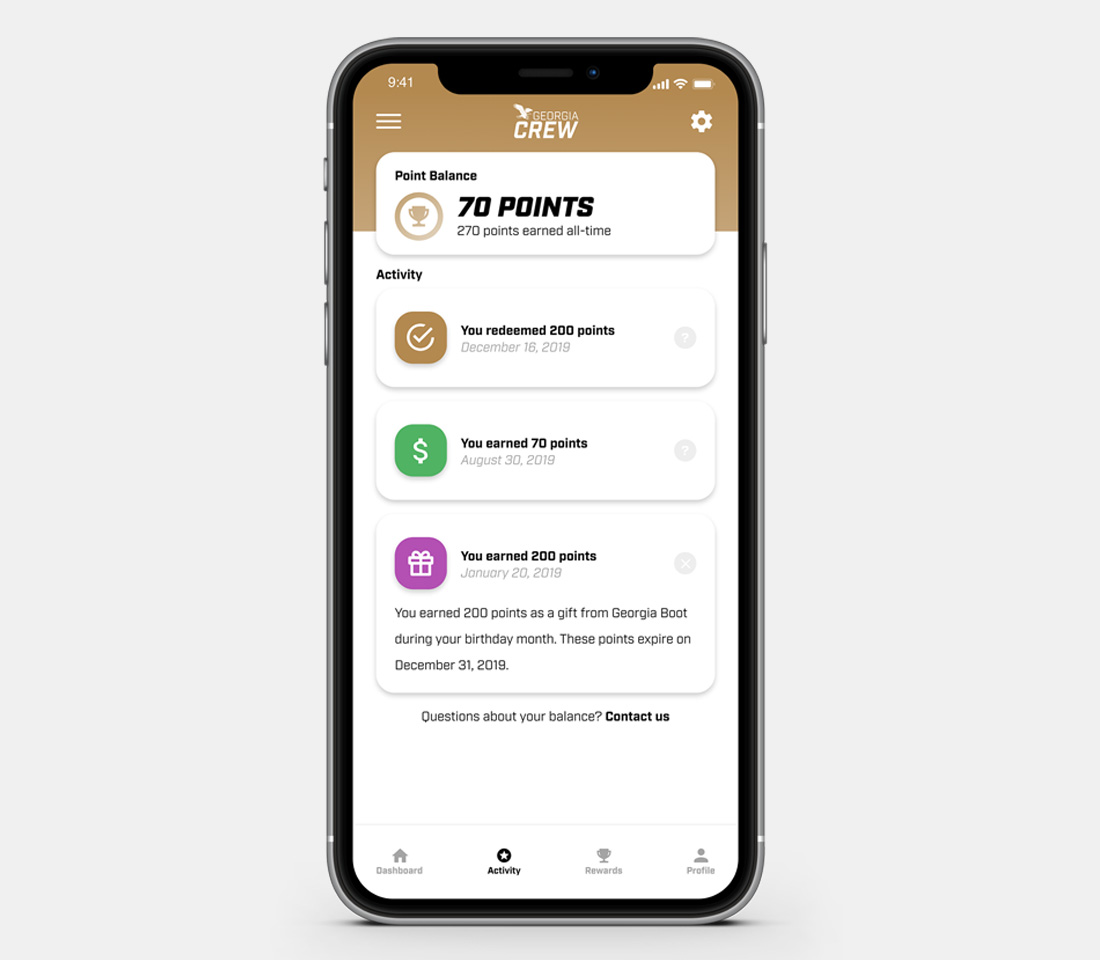 9:41
GEORGIA
CREW
Point Balance
70 POINTS
270 points earned all-time
Activity
You redeemed 200 points
December 16, 2019
?
You earned 70 points
August 30, 2019
?
You earned 200 points
January 20, 2019
You earned 200 points as a gift from Georgia Boot
during your birthday month. These points expire on
December 31, 2019.
Questions about your balance? Contact us
Dashboard
Activity
Rewards
Profile